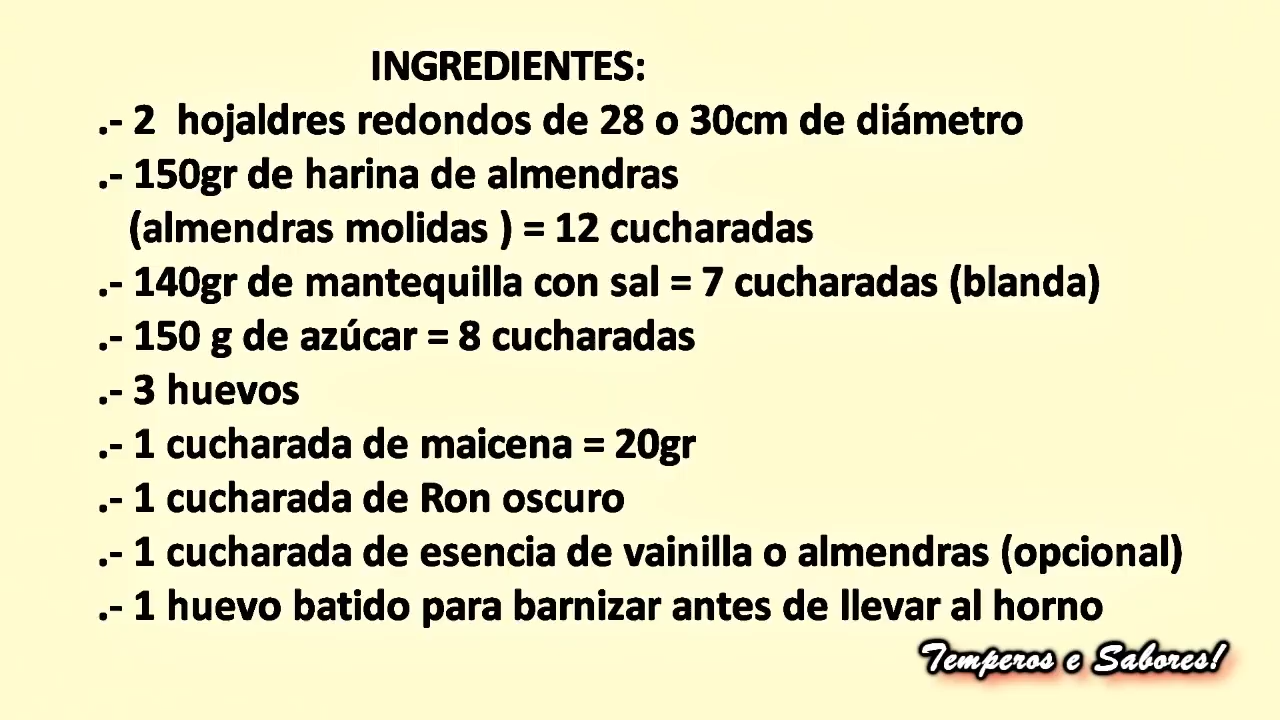 INGREDIENTES:
.- 2 hojaldres redondos de 28 o 30cm de diámetro
.- 150gr de harina de almendras
(almendras molidas ) = 12 cucharadas
.- 140gr de mantequilla con sal = 7 cucharadas (blanda)
.- 150 g de azúcar = 8 cucharadas
.- 3 huevos
.- 1 cucharada de maicena = 20gr
.- 1 cucharada de Ron oscuro
.- 1 cucharada de esencia de vainilla o almendras (opcional)
.- 1 huevo batido para barnizar antes de llevar al horno
Temperos e Sabores!